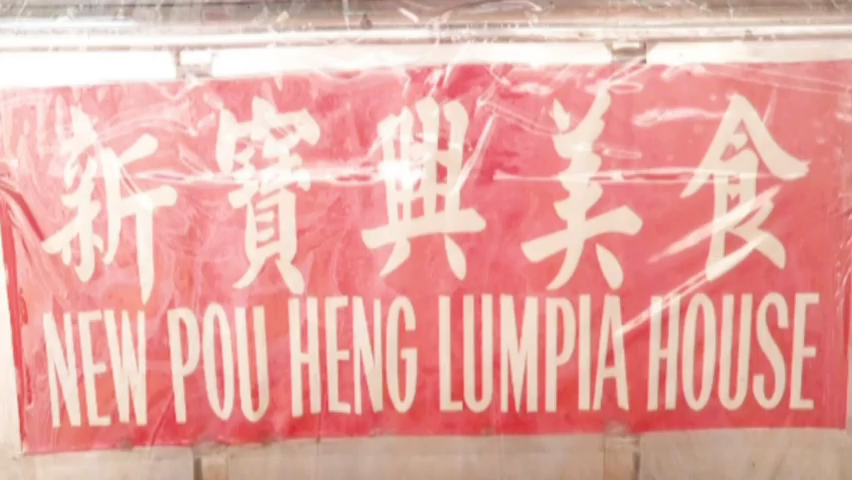 新寶興美食
NEW POU HENG LUMPIA HOUSE